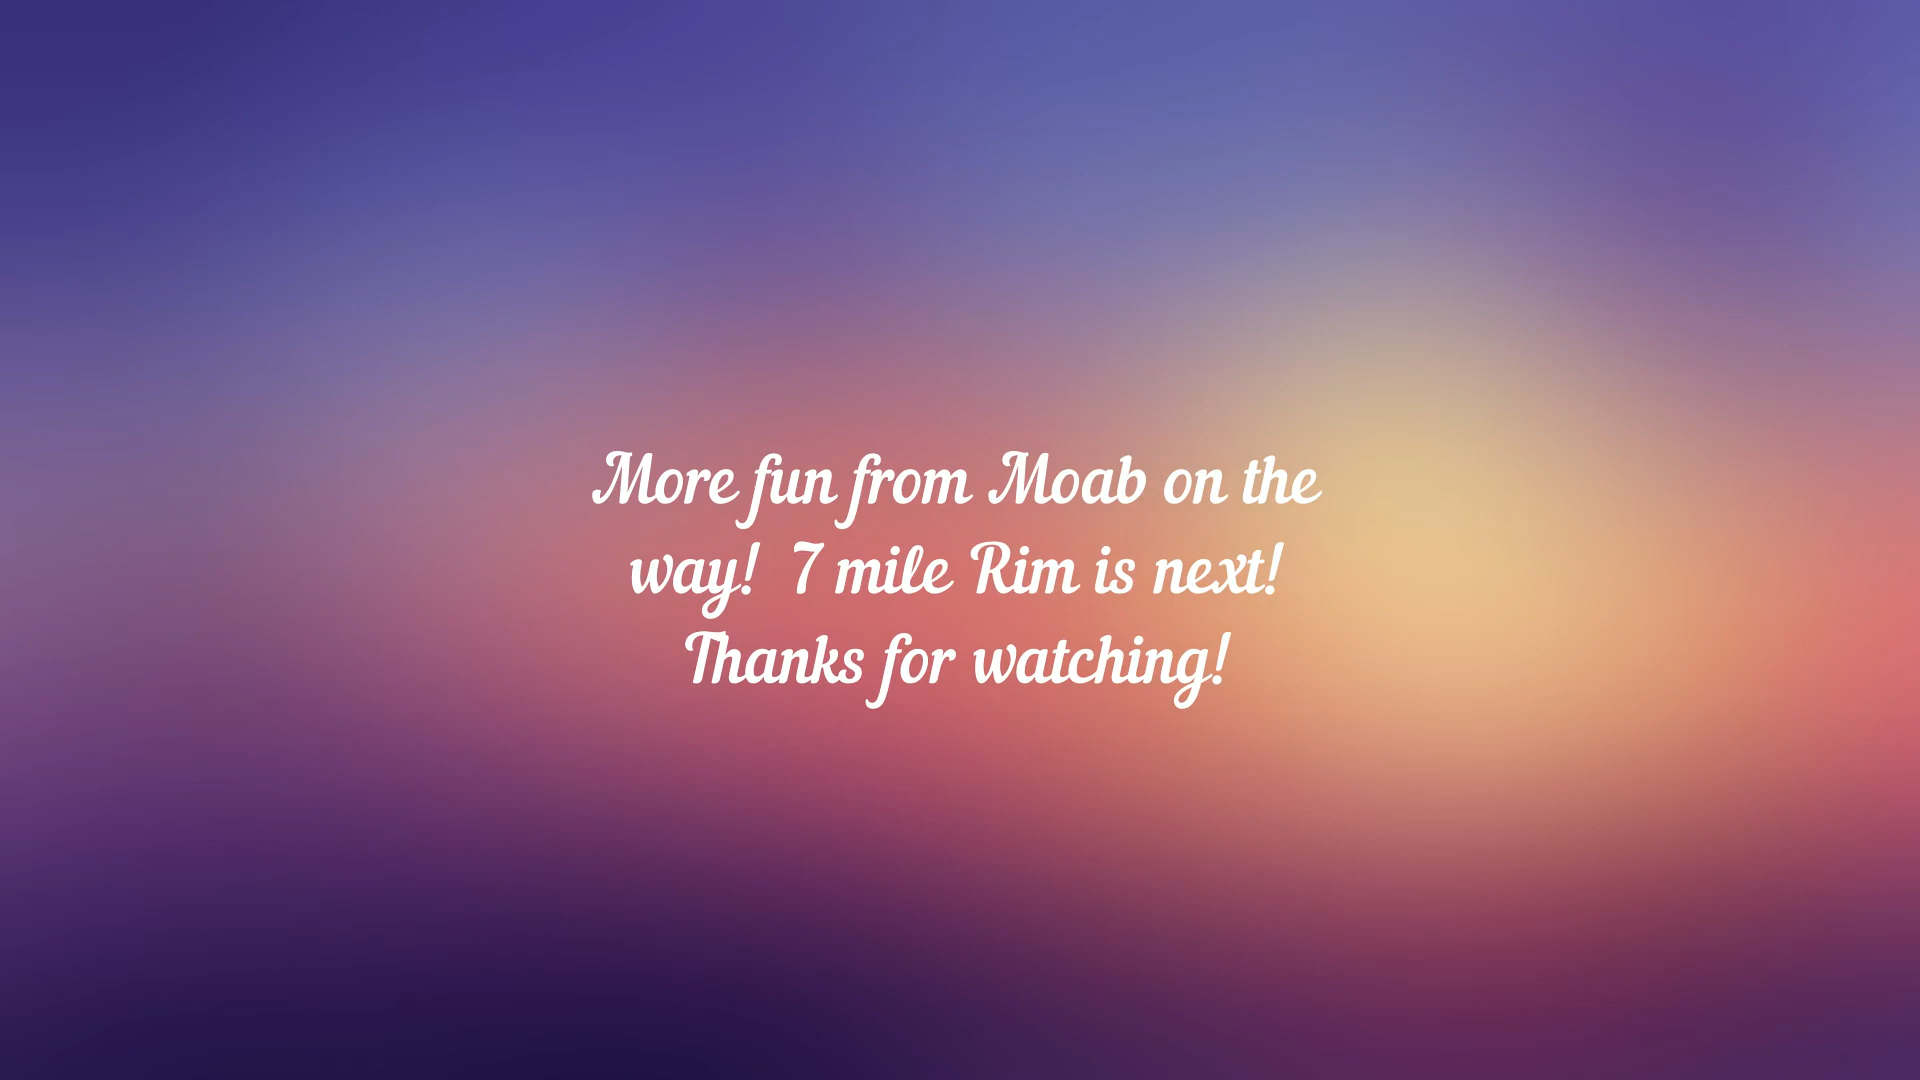 More fun from Moab on the
way!  7 mile Rim is next!
Thanks for watching!